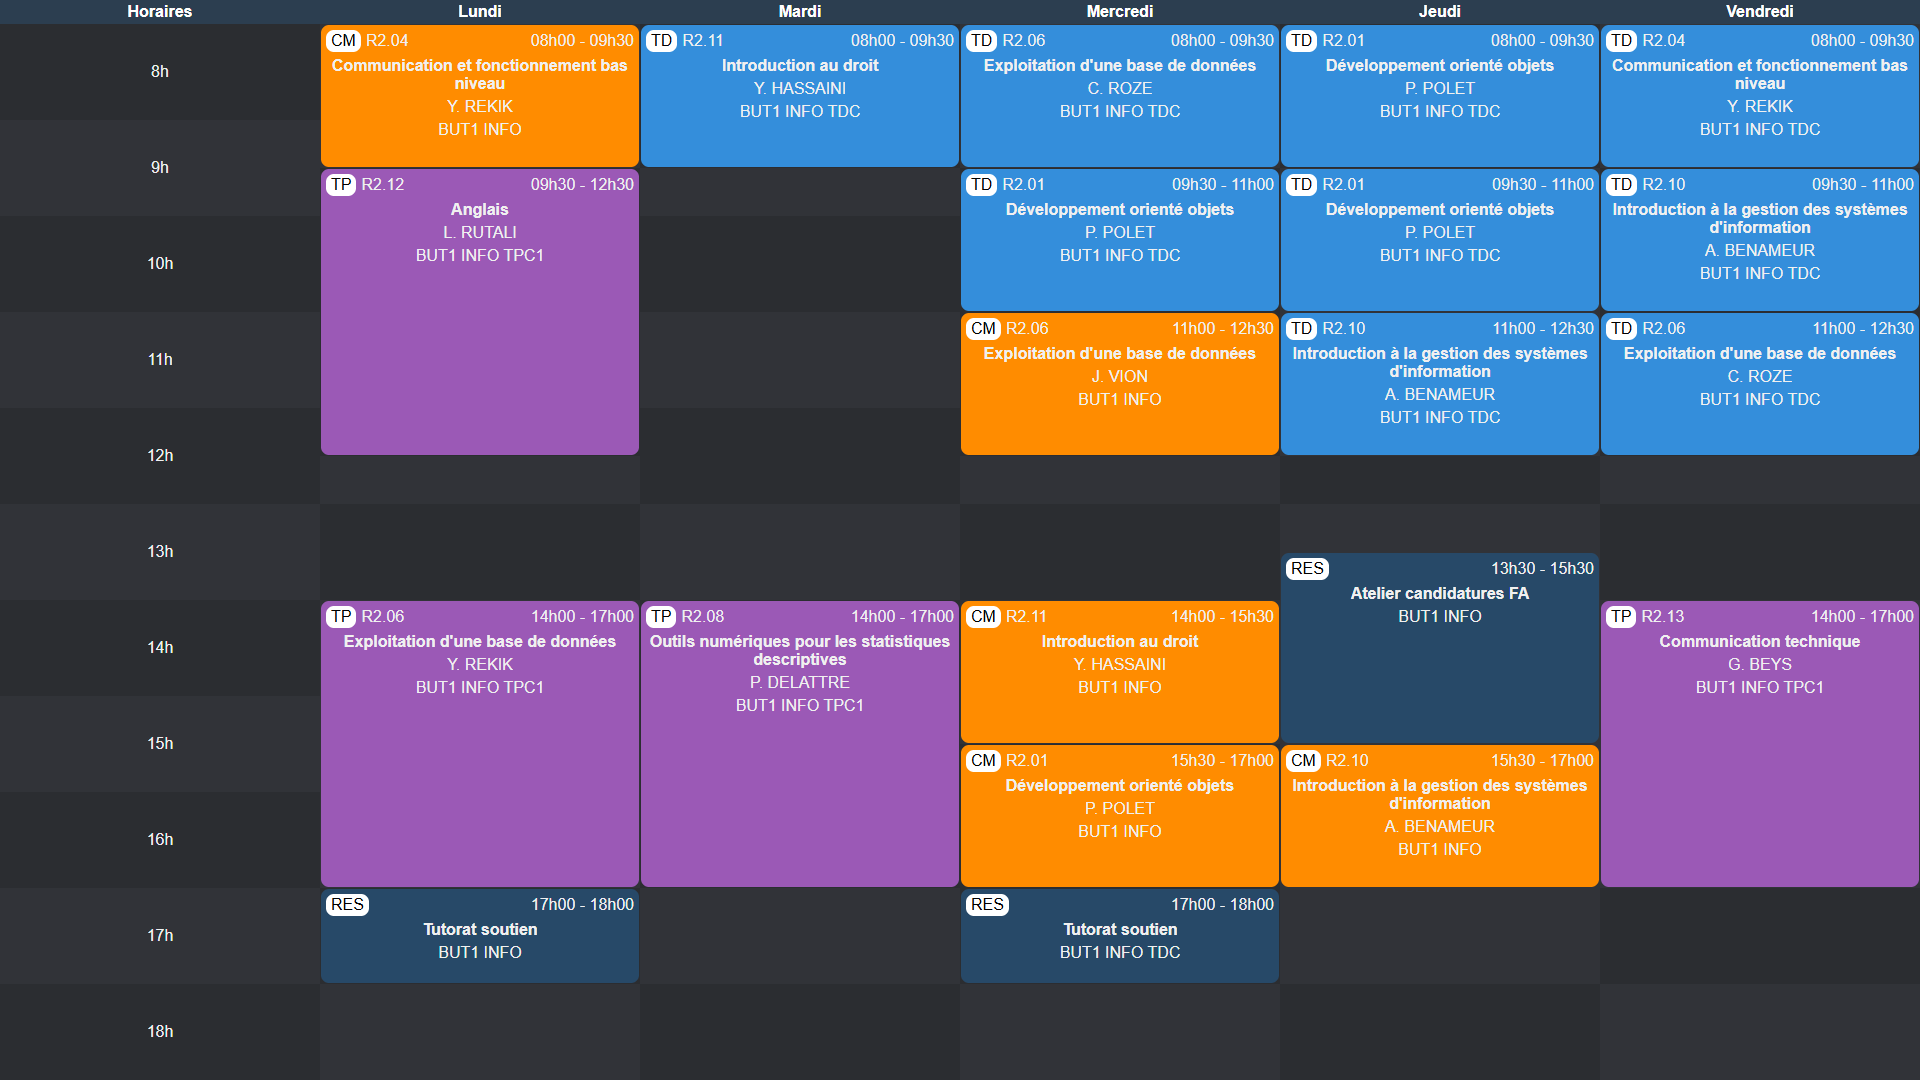 Horaires
Lundi
Mardi
Mercredi
Jeudi
Vendredi
8h
9h
10h
11h
12h
13h
14h
15h
16h
17h
18h
CM R2.04 08h00 - 09h30
Communication et fonctionnement bas
niveau
Y. REKIK
BUT1 INFO
TP R2.12 09h30 - 12h30
Anglais
L. RUTALI
BUT1 INFO TPC1
TP R2.06 14h00 - 17h00
Exploitation d'une base de données
Y. REKIK
BUT1 INFO TPC1
RES 17h00 - 18h00
Tutorat soutien
BUT1 INFO
TD R2.11 08h00 - 09h30
Introduction au droit
Y. HASSAINI
BUT1 INFO TDC
TP R2.08 14h00 - 17h00
Outils numériques pour les statistiques
descriptives
P. DELATTRE
BUT1 INFO TPC1
TD R2.06 08h00 - 09h30
Exploitation d'une base de données
C. ROZE
BUT1 INFO TDC
TD R2.01 09h30 - 11h00
Développement orienté objets
P. POLET
BUT1 INFO TDC
CM R2.06 11h00 - 12h30
Exploitation d'une base de données
J. VION
BUT1 INFO
CM R2.11 14h00 - 15h30
Introduction au droit
Y. HASSAINI
BUT1 INFO
CM R2.01 15h30 - 17h00
Développement orienté objets
P. POLET
BUT1 INFO
RES 17h00 - 18h00
Tutorat soutien
BUT1 INFO TDC
TD R2.01 08h00 - 09h30
Développement orienté objets
P. POLET
BUT1 INFO TDC
TD R2.01 09h30 - 11h00
Développement orienté objets
P. POLET
BUT1 INFO TDC
TD R2.10 11h00 - 12h30
Introduction à la gestion des systèmes
d'information
A. BENAMEUR
BUT1 INFO TDC
RES 13h30 - 15h30
Atelier candidatures FA
BUT1 INFO
CM R2.10 15h30 - 17h00
Introduction à la gestion des systèmes
d'information
A. BENAMEUR
BUT1 INFO
TD R2.04 08h00 - 09h30
Communication et fonctionnement bas
niveau
Y. REKIK
BUT1 INFO TDC
TD R2.10 09h30 - 11h00
Introduction à la gestion des systèmes
d'information
A. BENAMEUR
BUT1 INFO TDC
TD R2.06 11h00 - 12h30
Exploitation d'une base de données
C. ROZE
BUT1 INFO TDC
TP R2.13 14h00 - 17h00
Communication technique
G. BEYS
BUT1 INFO TPC1